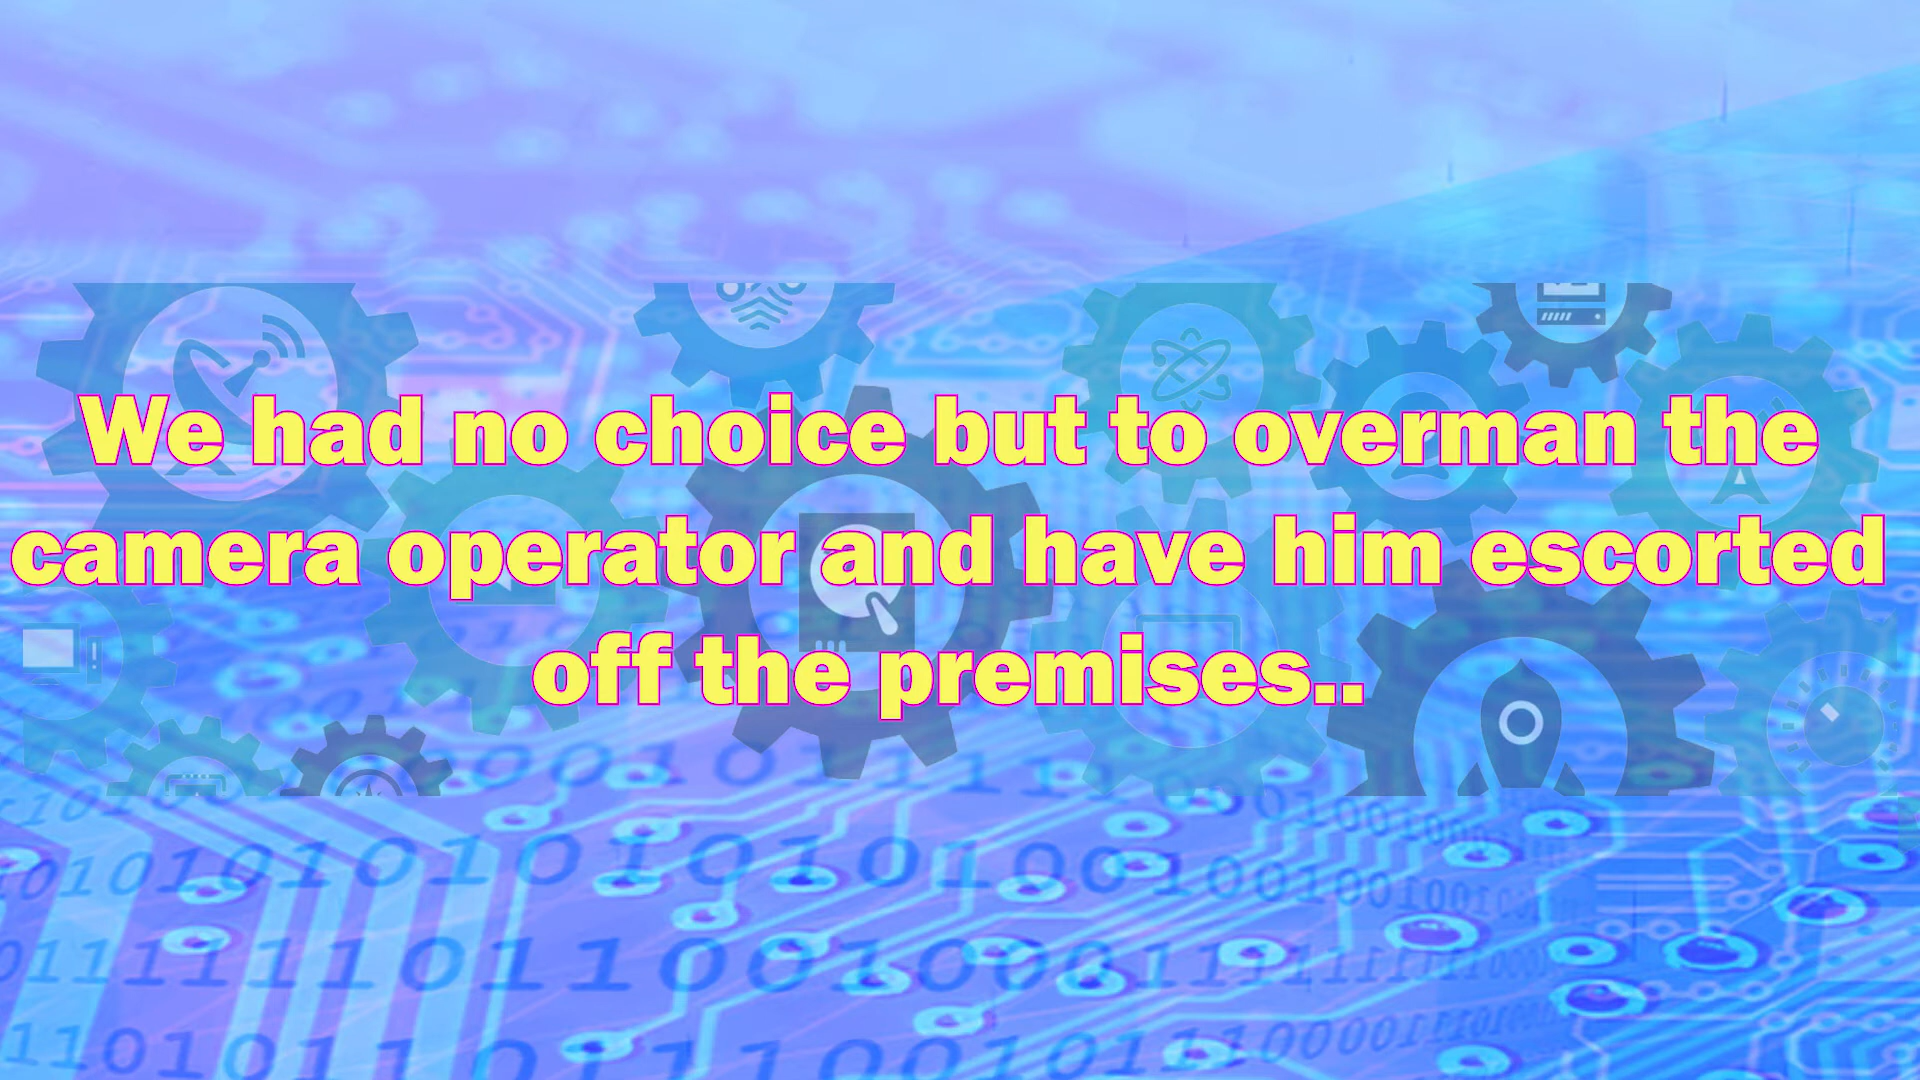 We had no choice but to overman the
camera operator and have him escorted
off the premises..